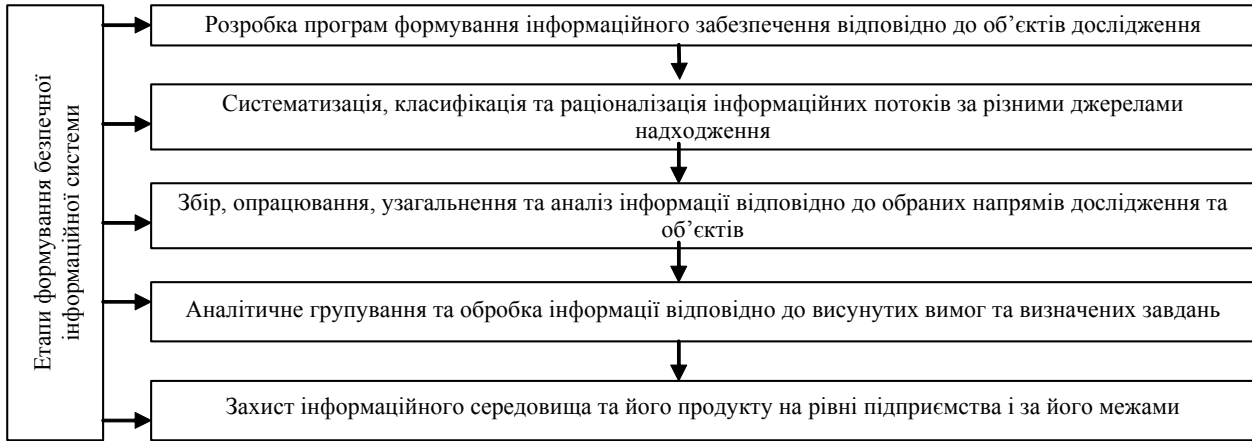 Етапи формування безпечної
інформаційної системи
Розробка програм формування інформаційного забезпечення відповідно до об’єктів дослідження
Систематизація, класифікація та раціоналізація інформаційних потоків за різними джерелами
надходження
Збір, опрацювання, узагальнення та аналіз інформації відповідно до обраних напрямів дослідження та
об’єктів
Аналітичне групування та обробка інформації відповідно до висунутих вимог та визначених завдань
Захист інформаційного середовища та його продукту на рівні підприємства і за його межами